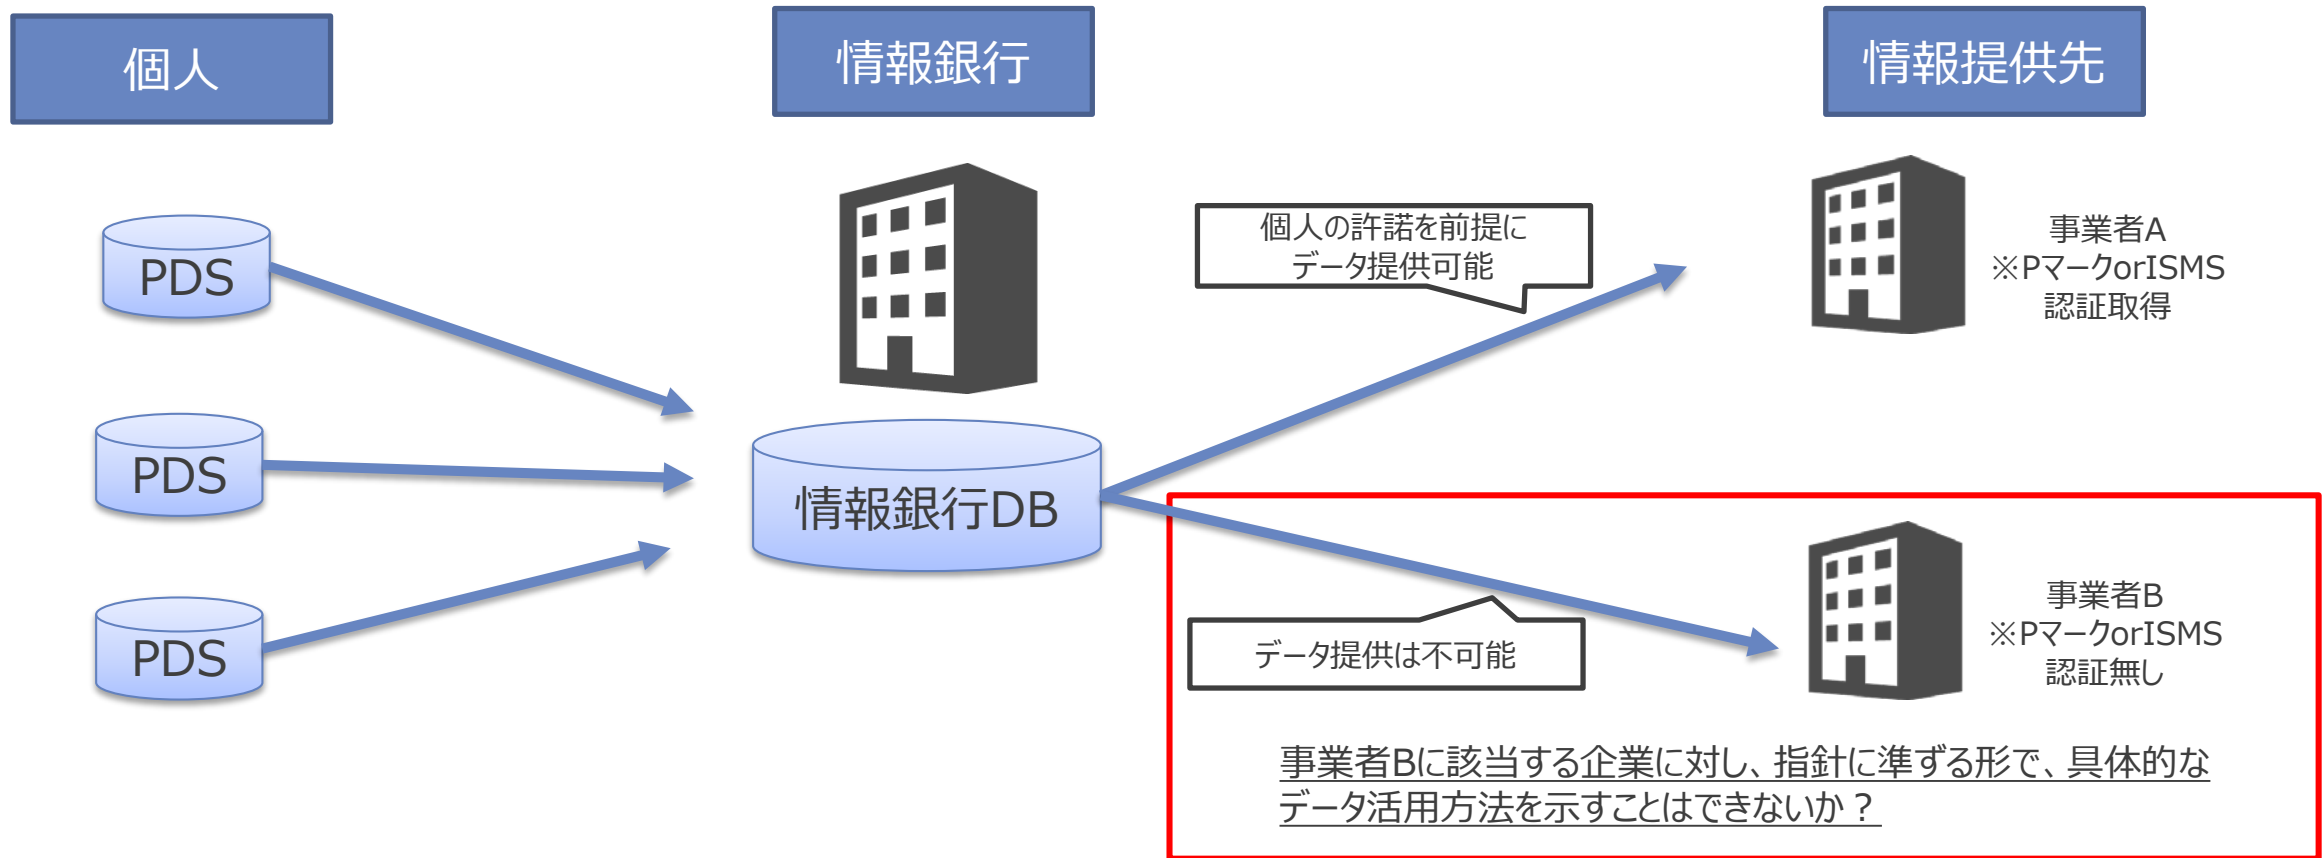 個人
情報銀行
情報提供先
PDS
PDS
PDS
情報銀行DB
個人の許諾を前提に
データ提供可能
事業者A
※PマークorISMS
認証取得
データ提供は不可能
事業者B
※PマークorISMS
認証無し
事業者Bに該当する企業に対し、指針に準ずる形で、具体的な
データ活用方法を示すことはできないか？